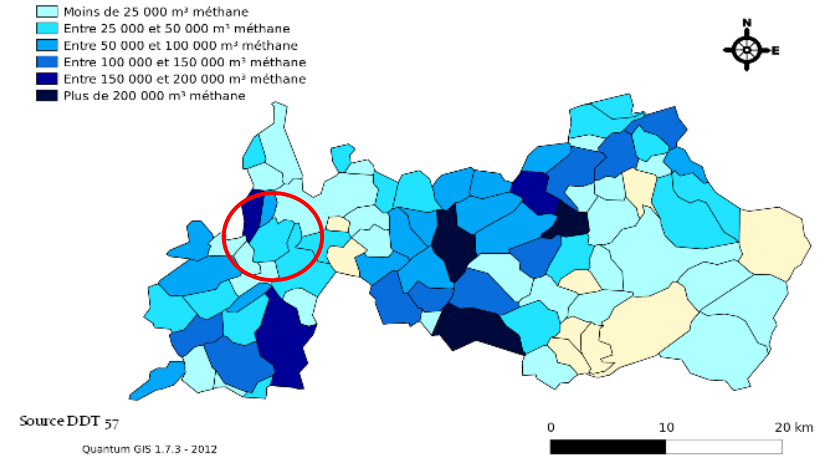 Moins de 25 000 m³ méthane
Entre 25 000 et 50 000 m³ méthane
Entre 50 000 et 100 000 m³ méthane
Entre 100 000 et 150 000 m³ méthane
Entre 150 000 et 200 000 m³ méthane
Plus de 200 000 m³ méthane
N
E
Source DDT 57
Quantum GIS 1.7.3 - 2012
0 10 20 km